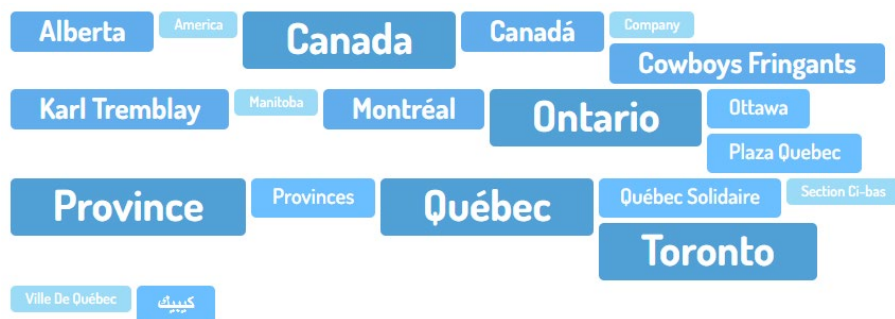 Alberta
America
Canada
Canadá
Company
Cowboys Fringants
Karl Tremblay
Manitoba
Montréal
Ontario
Ottawa
Plaza Quebec
Province
Provinces
Québec
Québec Solidaire
Section Ci-bas
Toronto
Ville De Québec
كيبيك